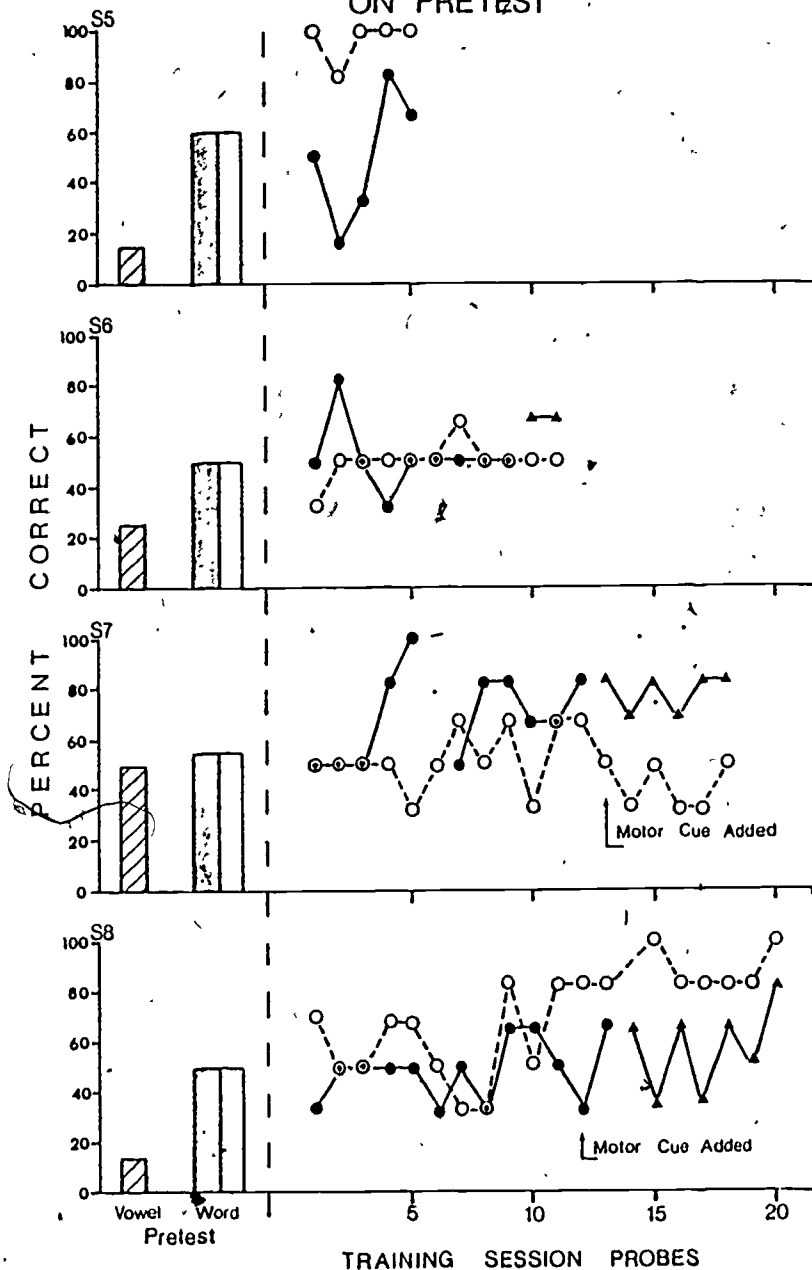 ON PRETEST
S5
100
80
60
40
20
0
S6
100
80
60
40
20
0
S7
100
80
60
40
20
0
Motor Cue Added
S8
100
80
60
40
20
0
Motor Cue Added
PERCENT CORRECT
Vowel Word
Pretest
5 10 15 20
TRAINING SESSION PROBES